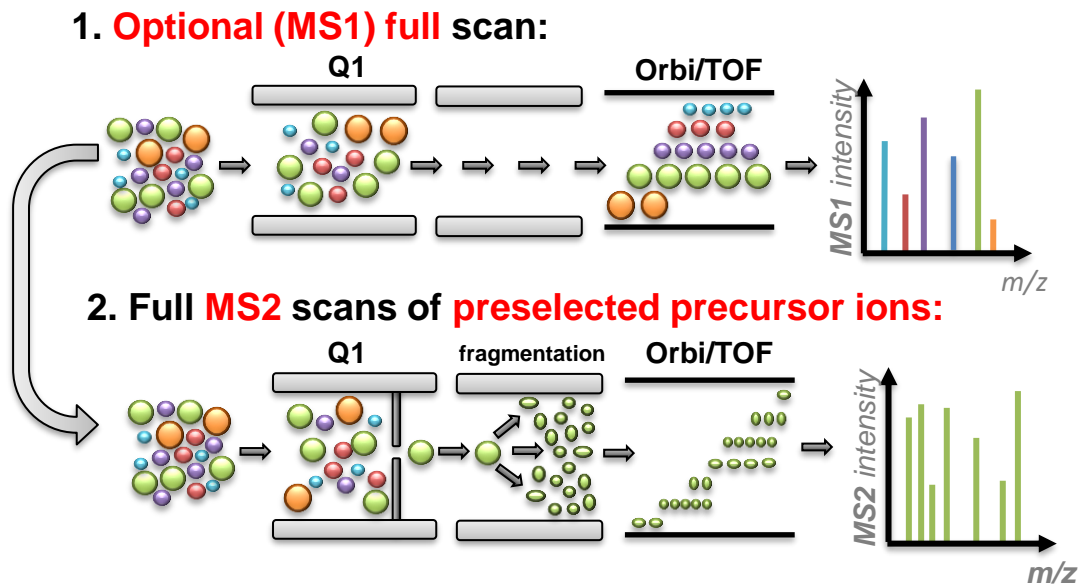 1. Optional (MS1) full scan:
Q1
Orbi/TOF
MS1 intensity
m/z
2. Full MS2 scans of preselected precursor ions:
Q1
fragmentation
Orbi/TOF
MS2 intensity
m/z